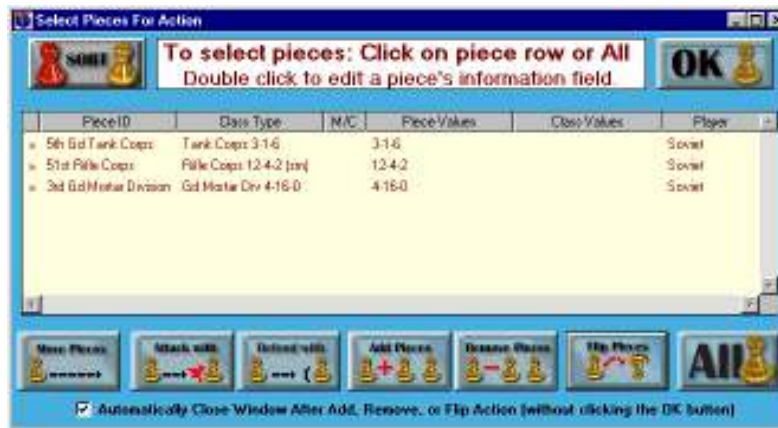 Select Pieces For Action
SORT
To select pieces: Click on piece row or All
Double click to edit a piece's information field.
OK
Piece ID Class Type M/C Piece Values Class Values Player
5th Gd Tank Corps Tank Corps 3-1-6 3-1-6 Soviet
51st Rifle Corps Rifle Corps 12-4-2 (sm) 12-4-2 Soviet
3rd Gd Mortar Division Gd Mortar Div 4-16-0 4-16-0 Soviet
Move Pieces
Attack with
Defend with
Add Pieces
Remove Pieces
Flip Pieces
All
Automatically Close Window After Add, Remove, or Flip Action (without clicking the OK button)